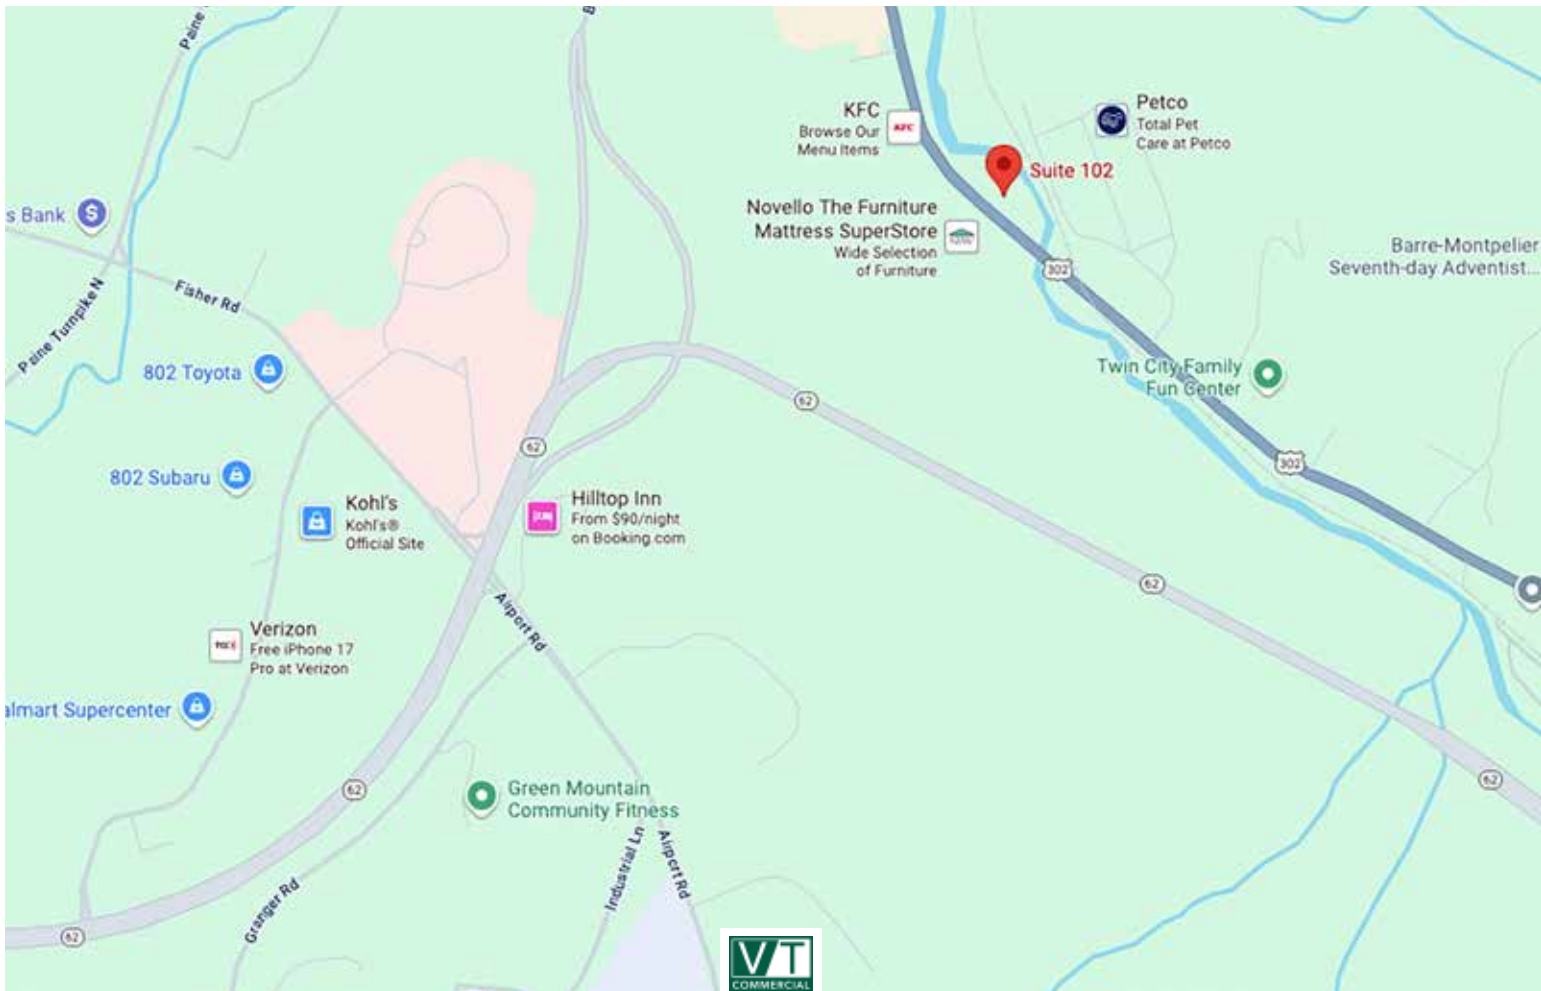 Paine
B
KFC
Browse Our
Menu Items
KFC
Petco
Total Pet
Care at Petco
Suite 102
s Bank
$
Novello The Furniture
Mattress SuperStore
Wide Selection
of Furniture
302
Barre-Montpelier
Seventh-day Adventist...
Paine Turnpike N
Fisher Rd
802 Toyota
Twin City Family
Fun Center
62
62
302
802 Subaru
Kohl's
Kohl's®
Official Site
INN
Hilltop Inn
From $90/night
on Booking.com
62
Airport Rd
Verizon
Free iPhone 17
Pro at Verizon
almart Supercenter
62
62
Green Mountain
Community Fitness
Industrial Ln
Airport Rd
Granger Rd
62
VT
COMMERCIAL